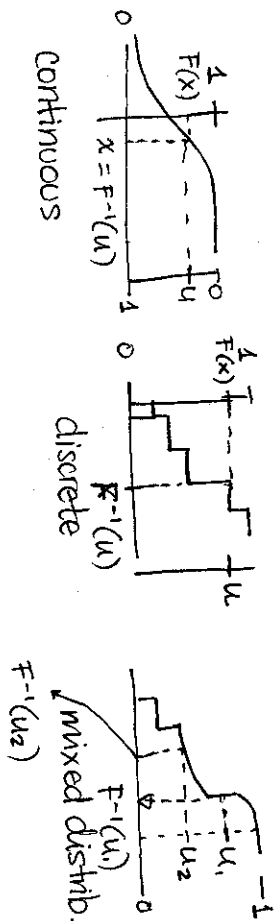 1
F(x)
0
0
u
1
x = F⁻¹(u)
continuous
1
F(x)
0
u
⁻¹(u)
discrete
1
u₁
u₂
0
F⁻¹(u₁)
mixed distrib.
F⁻¹(u₂)